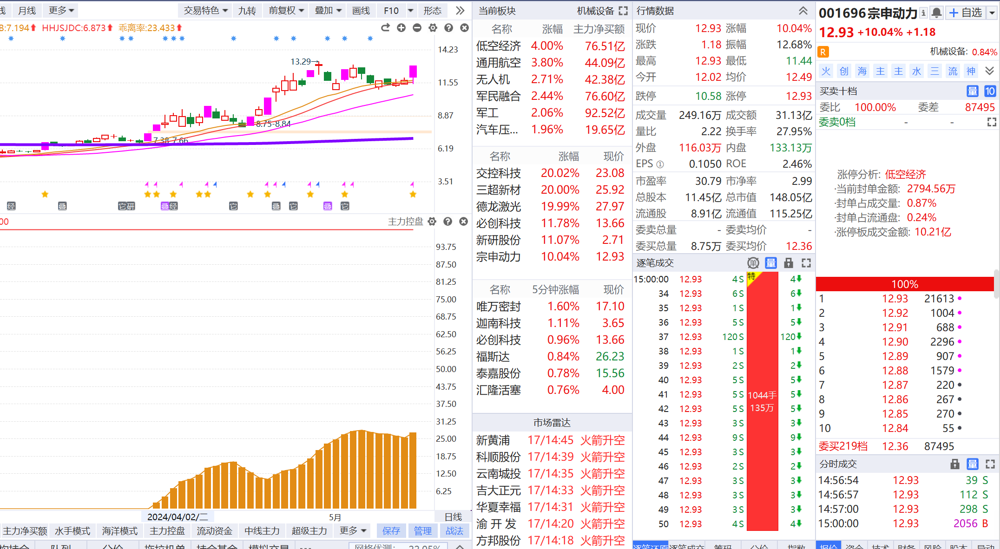 线 月线 更多 交易特色 九转 前复权 叠加 画线 F10 形态
B:7.194 HHJSJDC:6.873 乖离率:23.433
14.23
13.29→
11.55
8.87
8.75-8.84
7.38-7.66
6.19
3.51
经 叠 它 研 叠 经 它 叠 它 叠 它
00 主力控盘
93.75
87.50
81.25
75.00
68.75
62.50
56.25
50.00
43.75
37.50
31.25
25.00
18.75
12.50
6.25
2024/04/02/二 5月 日线
主力净买额 水手模式 海洋模式 主力控盘 流动资金 中线主力 超级主力 更多 保存 管理 战法
当前板块 机械设备
名称 涨幅 主力净买额
低空经济 4.00% 76.51亿
通用航空 3.80% 44.09亿
无人机 2.71% 42.38亿
军民融合 2.44% 76.60亿
军工 2.06% 92.52亿
汽车压... 1.96% 19.65亿
名称 涨幅 现价
交控科技 20.02% 23.08
三超新材 20.00% 25.92
德龙激光 19.99% 27.97
必创科技 11.78% 13.66
新研股份 11.07% 2.71
宗申动力 10.04% 12.93
名称 5分钟涨幅 现价
唯万密封 1.60% 17.10
迦南科技 1.11% 3.65
必创科技 0.96% 13.66
福斯达 0.84% 26.23
泰嘉股份 0.78% 15.56
汇隆活塞 0.76% 4.00
市场雷达
新黄浦 17/14:45 火箭升空
科顺股份 17/14:39 火箭升空
云南城投 17/14:35 火箭升空
吉大正元 17/14:33 火箭升空
华夏幸福 17/14:31 火箭升空
渝 开 发 17/14:20 火箭升空
方邦股份 17/14:18 火箭升空
行情数据
现价 12.93 涨幅 10.04%
涨跌 1.18 振幅 12.68%
最高 12.93 最低 11.44
今开 12.02 均价 12.49
跌停 10.58 涨停 12.93
成交量 249.16万 成交额 31.13亿
量比 2.22 换手率 27.95%
外盘 116.03万 内盘 133.13万
EPS ① 0.1050 ROE 2.46%
市盈率 30.79 市净率 2.99
总股本 11.45亿 总市值 148.05亿
流通股 8.91亿 流通值 115.25亿
委卖总量 - 委卖均价 -
委买总量 8.75万 委买均价 12.36
逐笔成交 单 量
15:00:00 12.93 4 S 特 4
34 12.93 6 S 6
35 12.93 1 S 1
36 12.93 5 S 5
37 12.93 120 S 120
38 12.93 1 S 1
39 12.93 2 S 2
40 12.93 5 S 5
41 12.93 5 S 1044手 5
42 12.93 5 S 135万 5
43 12.93 3 S 3
44 12.93 9 S 9
45 12.93 3 S 3
46 12.93 2 S 2
47 12.93 3 S 3
48 12.93 3 S 3
49 12.93 3 S 3
50 12.93 4 S 4
001696 宗申动力 自选
12.93 +10.04% +1.18
R 机械设备: 0.84%
火 创 海 主 主 水 三 流 神
买卖十档 量 10
委比 100.00% 委差 87495
委卖0档 - -
涨停分析: 低空经济
·当前封单金额: 2794.56万
·封单占成交量: 0.87%
·封单占流通盘: 0.24%
·涨停板成交金额: 10.21亿
100%
1 12.93 21613
2 12.92 1004
3 12.91 688
4 12.90 2296
5 12.89 907
6 12.88 1579
7 12.87 220
8 12.86 267
9 12.85 270
10 12.84 55
委买219档 12.36 87495
分时成交 量
14:56:54 12.93 39 S
14:56:57 12.93 112 S
14:57:00 12.93 298 S
15:00:00 12.93 2056 B